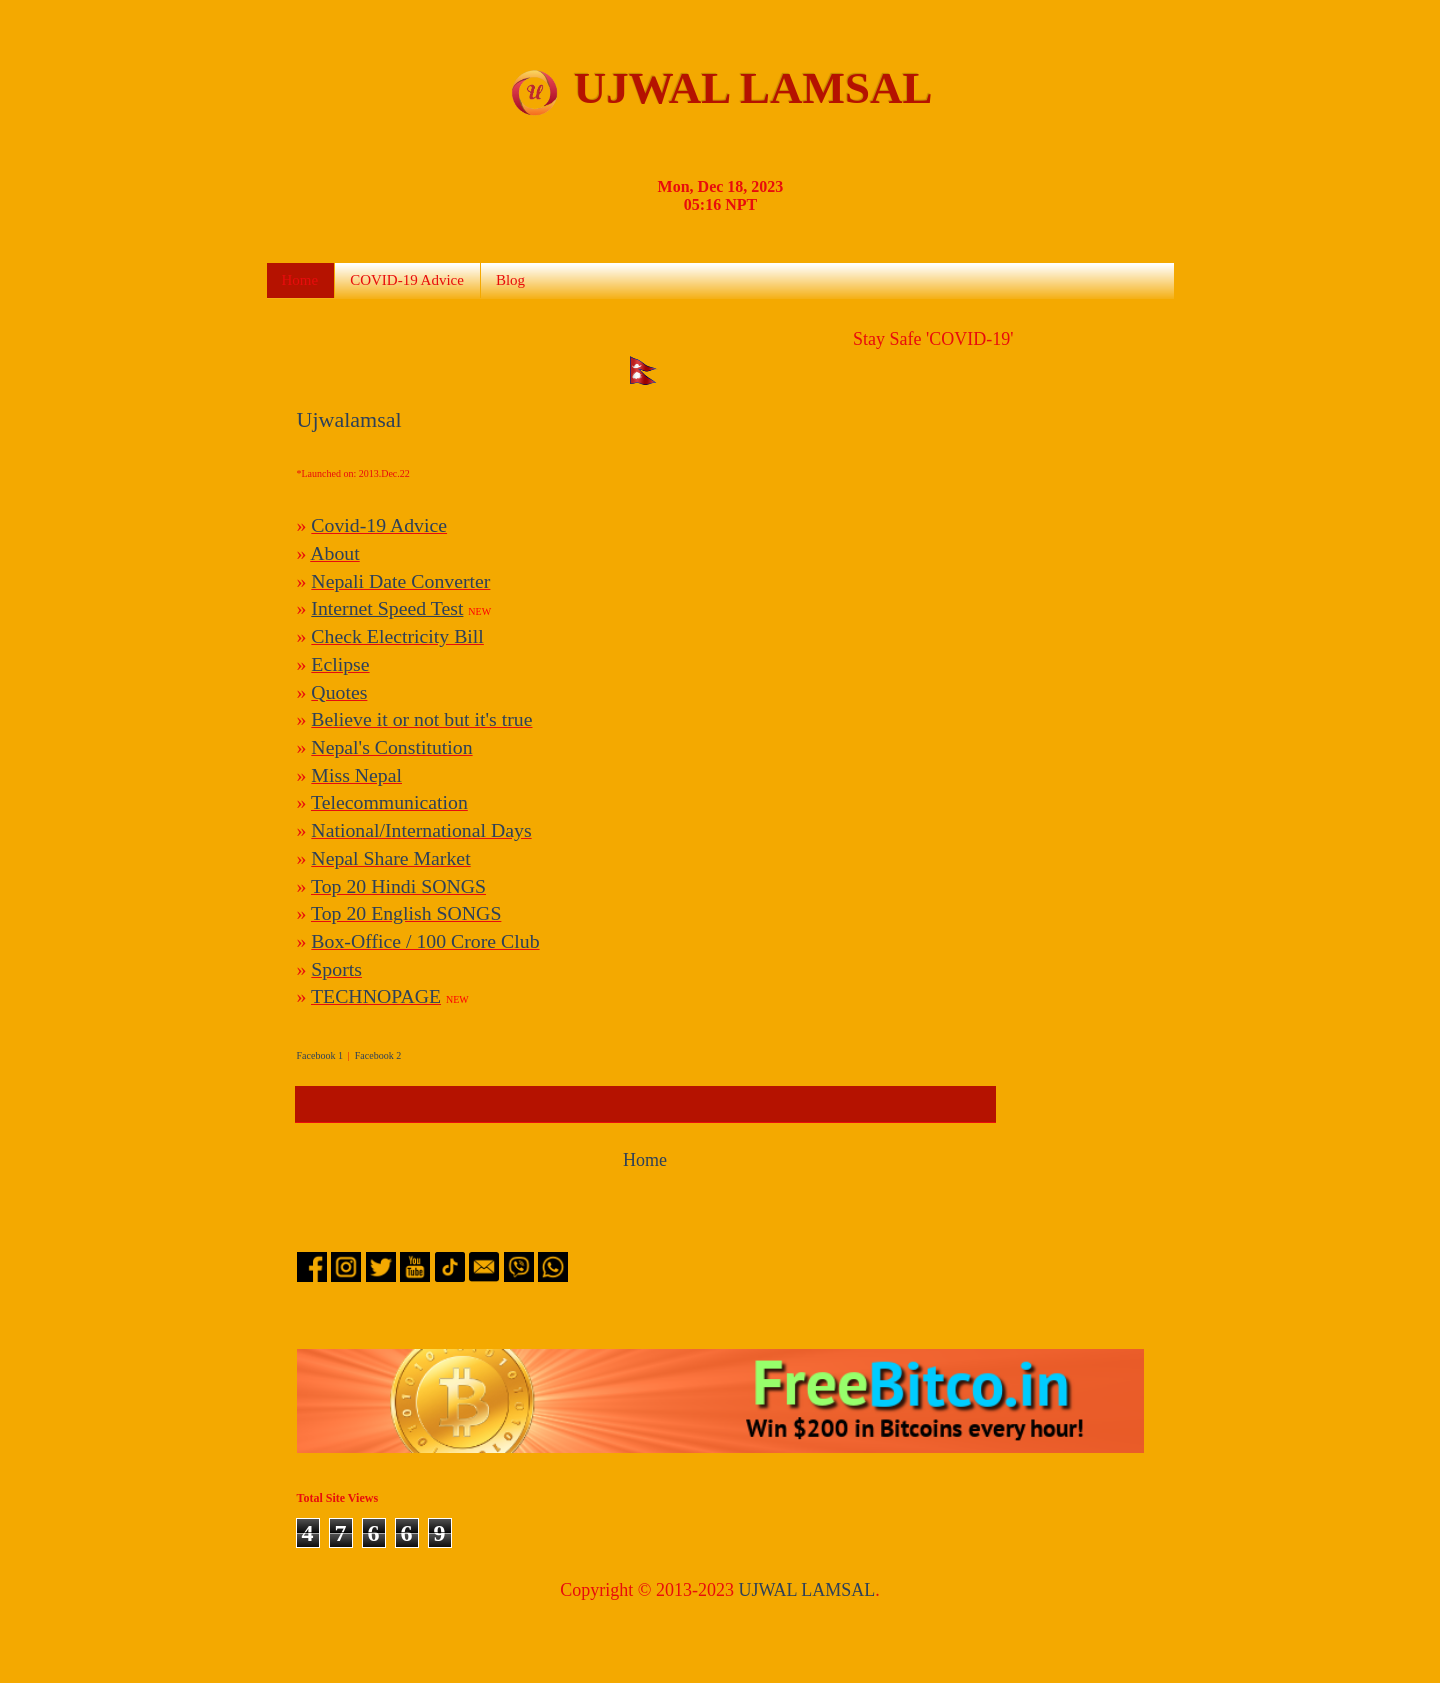 UJWAL LAMSAL
Mon, Dec 18, 2023
05:16 NPT
Home COVID-19 Advice Blog
Stay Safe 'COVID-19'
Ujwalamsal
*Launched on: 2013.Dec.22
» Covid-19 Advice
» About
» Nepali Date Converter
» Internet Speed Test NEW
» Check Electricity Bill
» Eclipse
» Quotes
» Believe it or not but it's true
» Nepal's Constitution
» Miss Nepal
» Telecommunication
» National/International Days
» Nepal Share Market
» Top 20 Hindi SONGS
» Top 20 English SONGS
» Box-Office / 100 Crore Club
» Sports
» TECHNOPAGE NEW
Facebook 1 | Facebook 2
Home
You Tube
FreeBitco.in
Win $200 in Bitcoins every hour!
Total Site Views
4 7 6 6 9
Copyright © 2013-2023 UJWAL LAMSAL.